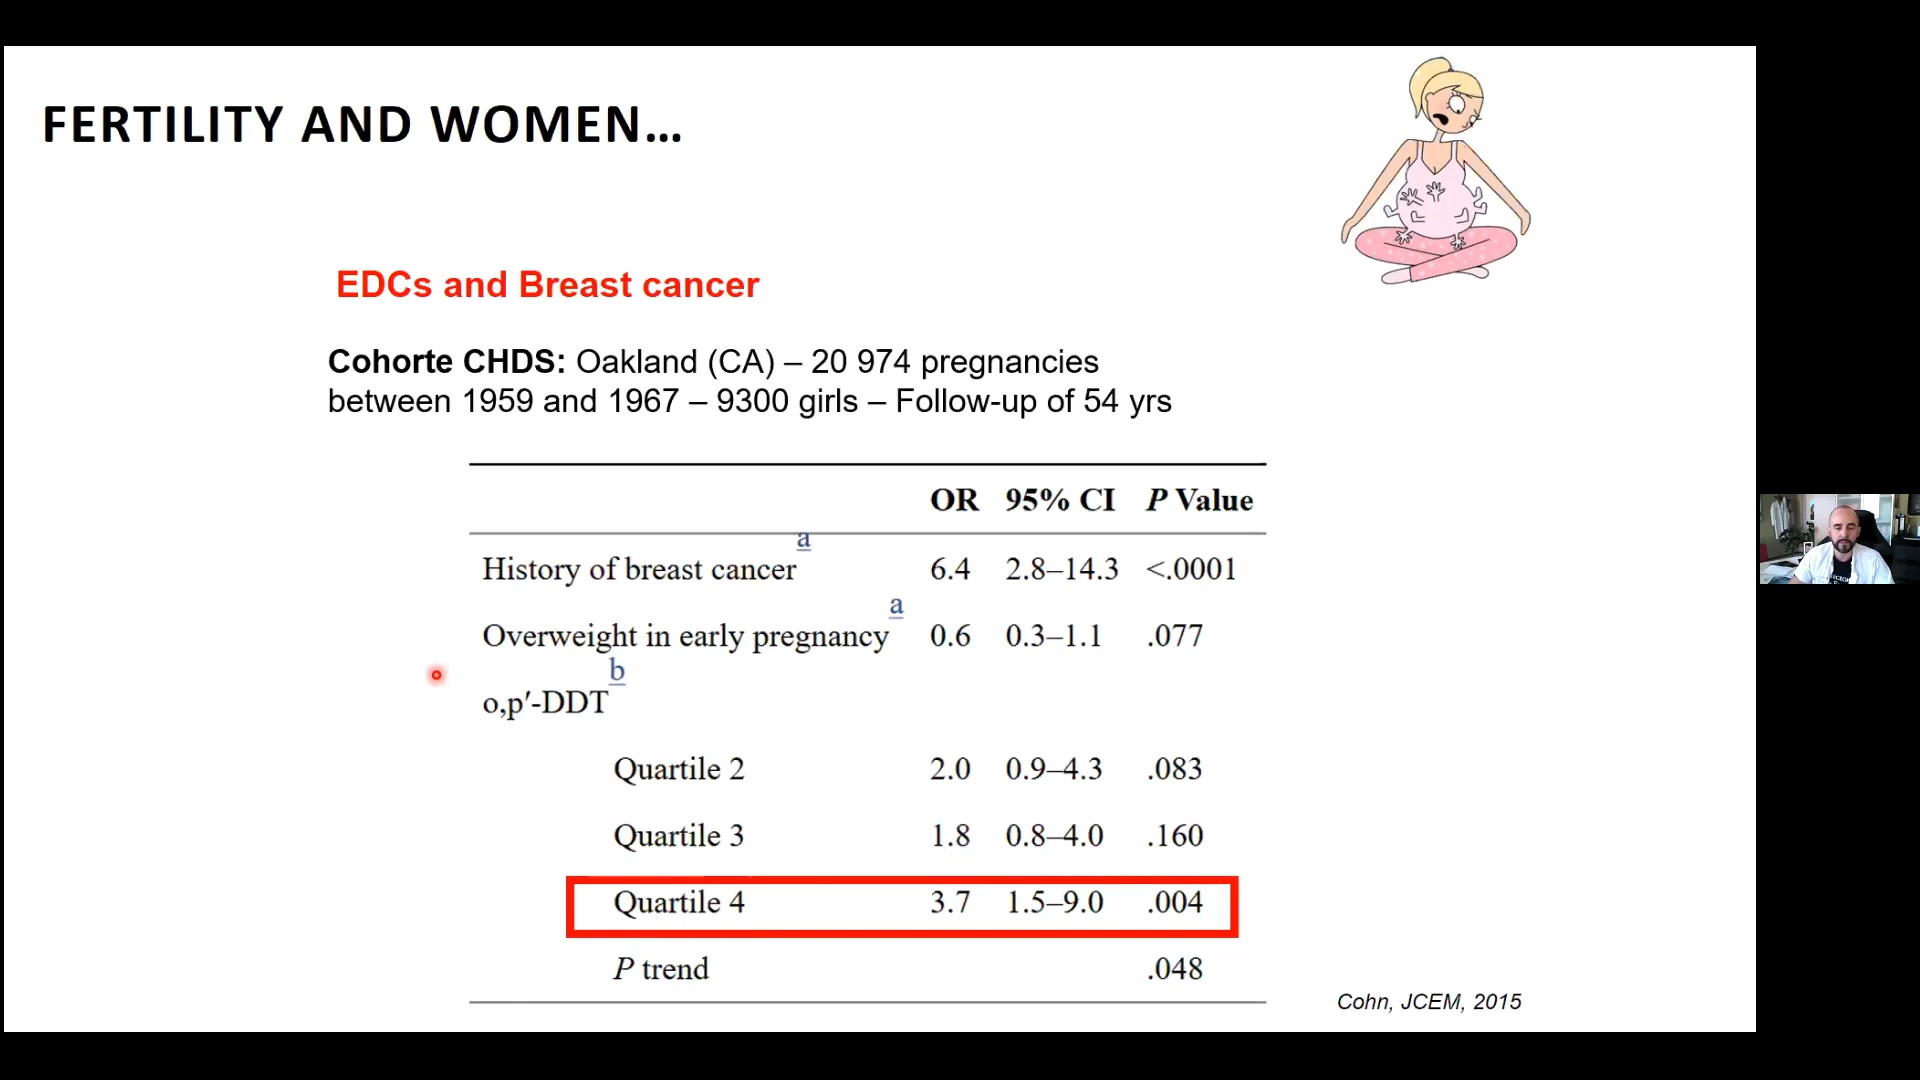 FERTILITY AND WOMEN...
EDCs and Breast cancer
Cohorte CHDS: Oakland (CA) – 20 974 pregnancies
between 1959 and 1967 – 9300 girls – Follow-up of 54 yrs
OR 95% CI P Value
History of breast cancer a 6.4 2.8–14.3 <.0001
Overweight in early pregnancy a 0.6 0.3–1.1 .077
o,p′-DDT b
Quartile 2 2.0 0.9–4.3 .083
Quartile 3 1.8 0.8–4.0 .160
Quartile 4 3.7 1.5–9.0 .004
P trend .048
Cohn, JCEM, 2015